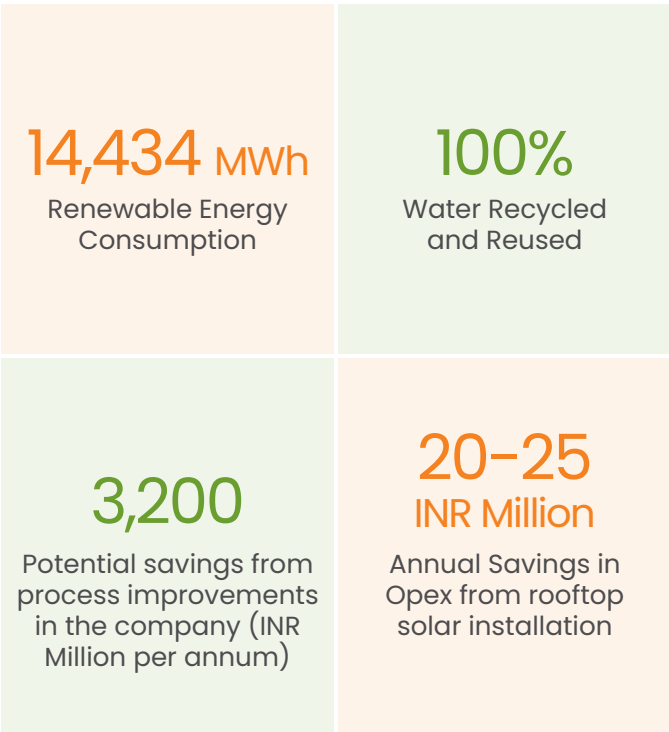 14,434 MWh
Renewable Energy
Consumption
100%
Water Recycled
and Reused
3,200
Potential savings from
process improvements
in the company (INR
Million per annum)
20-25
INR Million
Annual Savings in
Opex from rooftop
solar installation